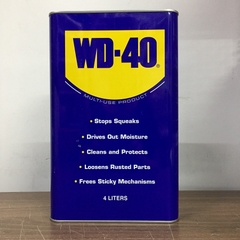 WD-40®
MULTI-USE PRODUCT
• Stops Squeaks
• Drives Out Moisture
• Cleans and Protects
• Loosens Rusted Parts
• Frees Sticky Mechanisms
4 LITERS